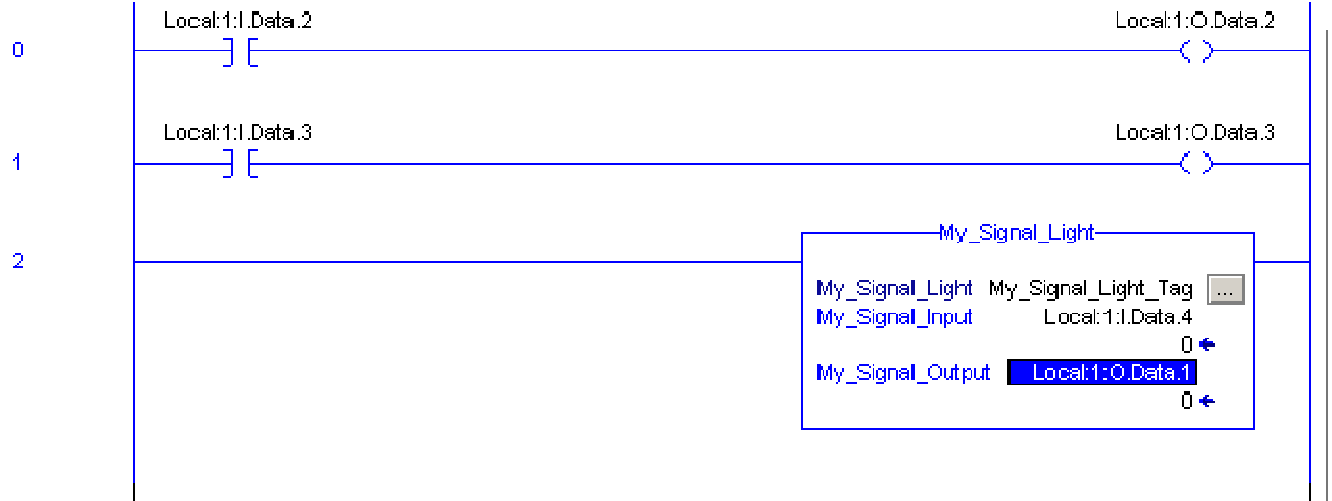 Local:1:I.Data.2 Local:1:O.Data.2
0
Local:1:I.Data.3 Local:1:O.Data.3
1
My_Signal_Light
2
My_Signal_Light My_Signal_Light_Tag ...
My_Signal_Input Local:1:I.Data.4
0
My_Signal_Output Local:1:O.Data.1
0